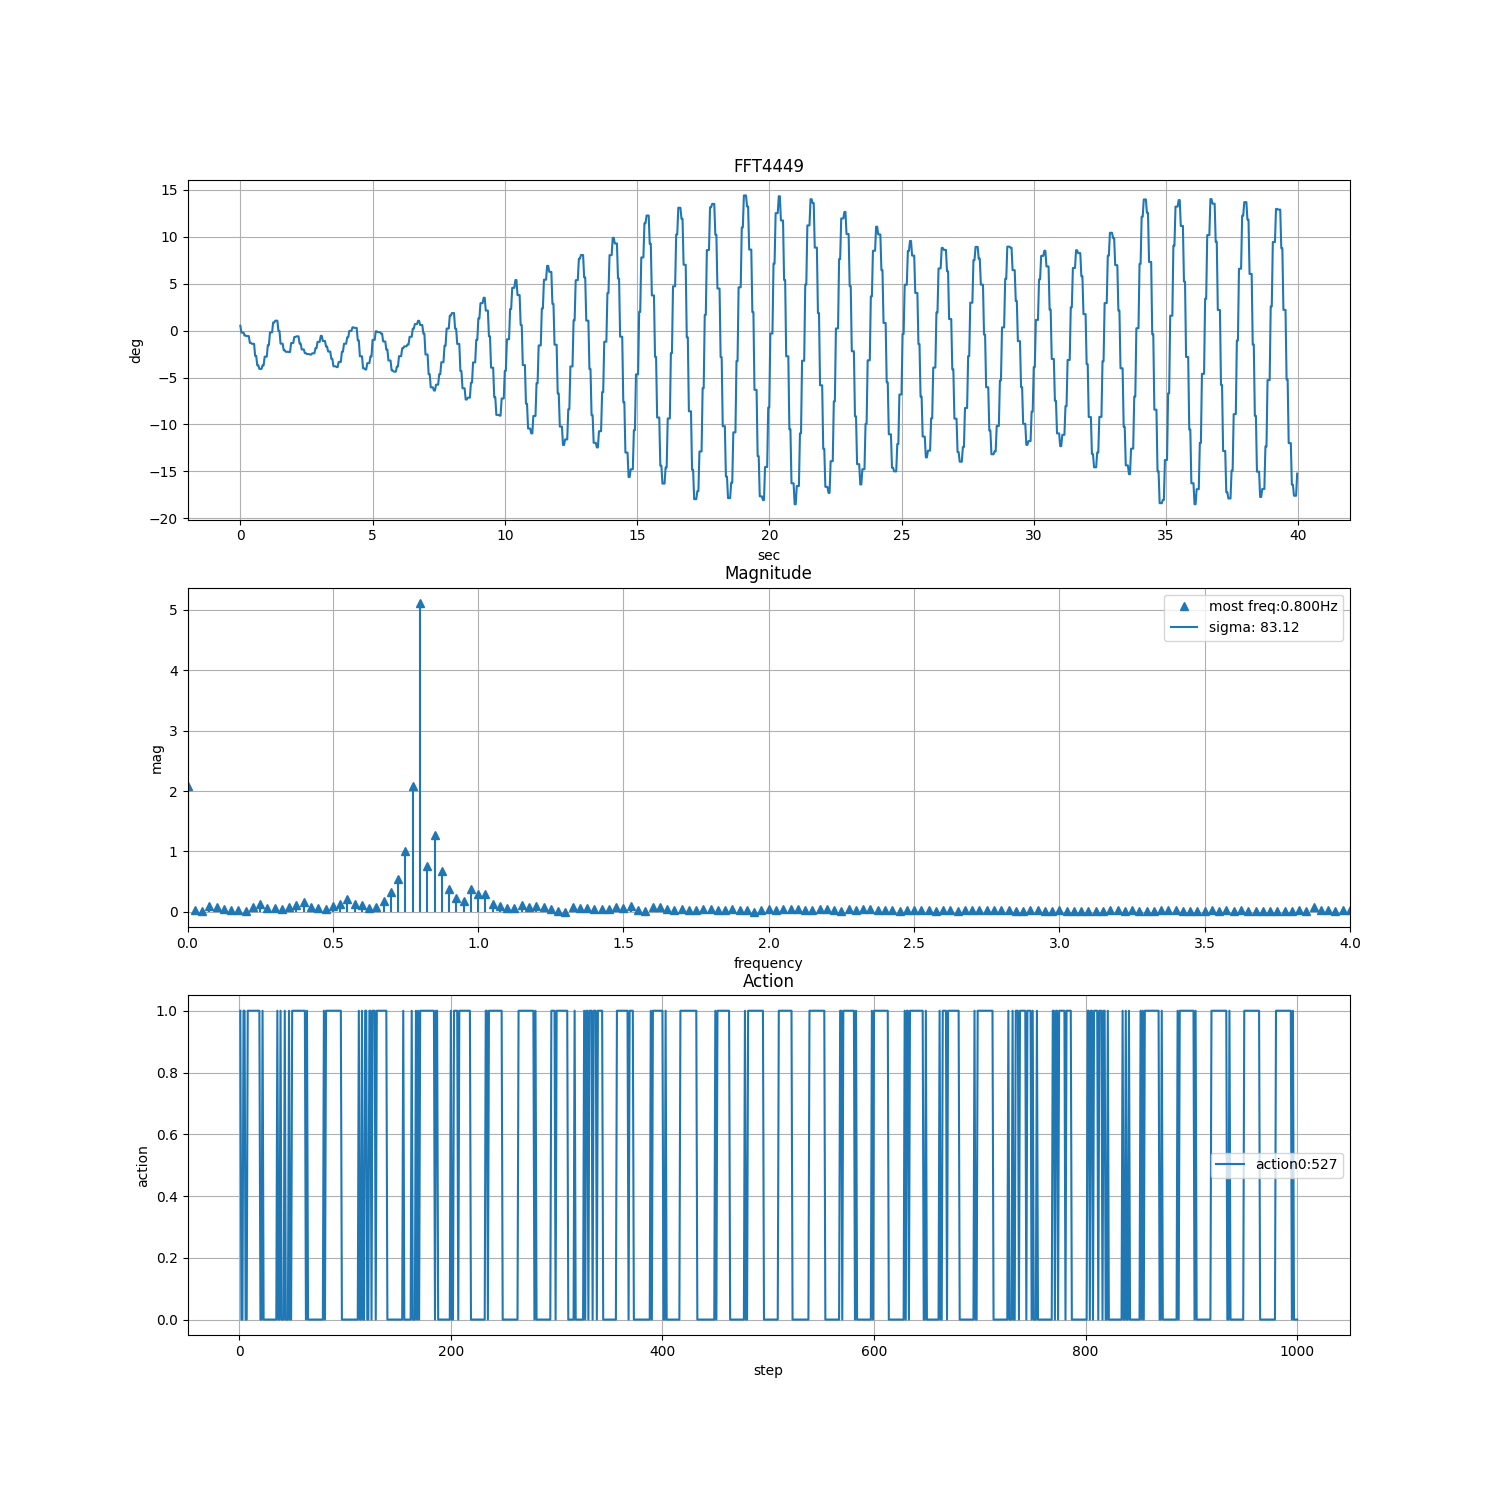 FFT4449
15
10
5
0
−5
−10
−15
−20
deg
0 5 10 15 20 25 30 35 40
sec
Magnitude
5
4
3
2
1
0
mag
most freq:0.800Hz
sigma: 83.12
0.0 0.5 1.0 1.5 2.0 2.5 3.0 3.5 4.0
frequency
Action
1.0
0.8
0.6
0.4
0.2
0.0
action
action0:527
0 200 400 600 800 1000
step